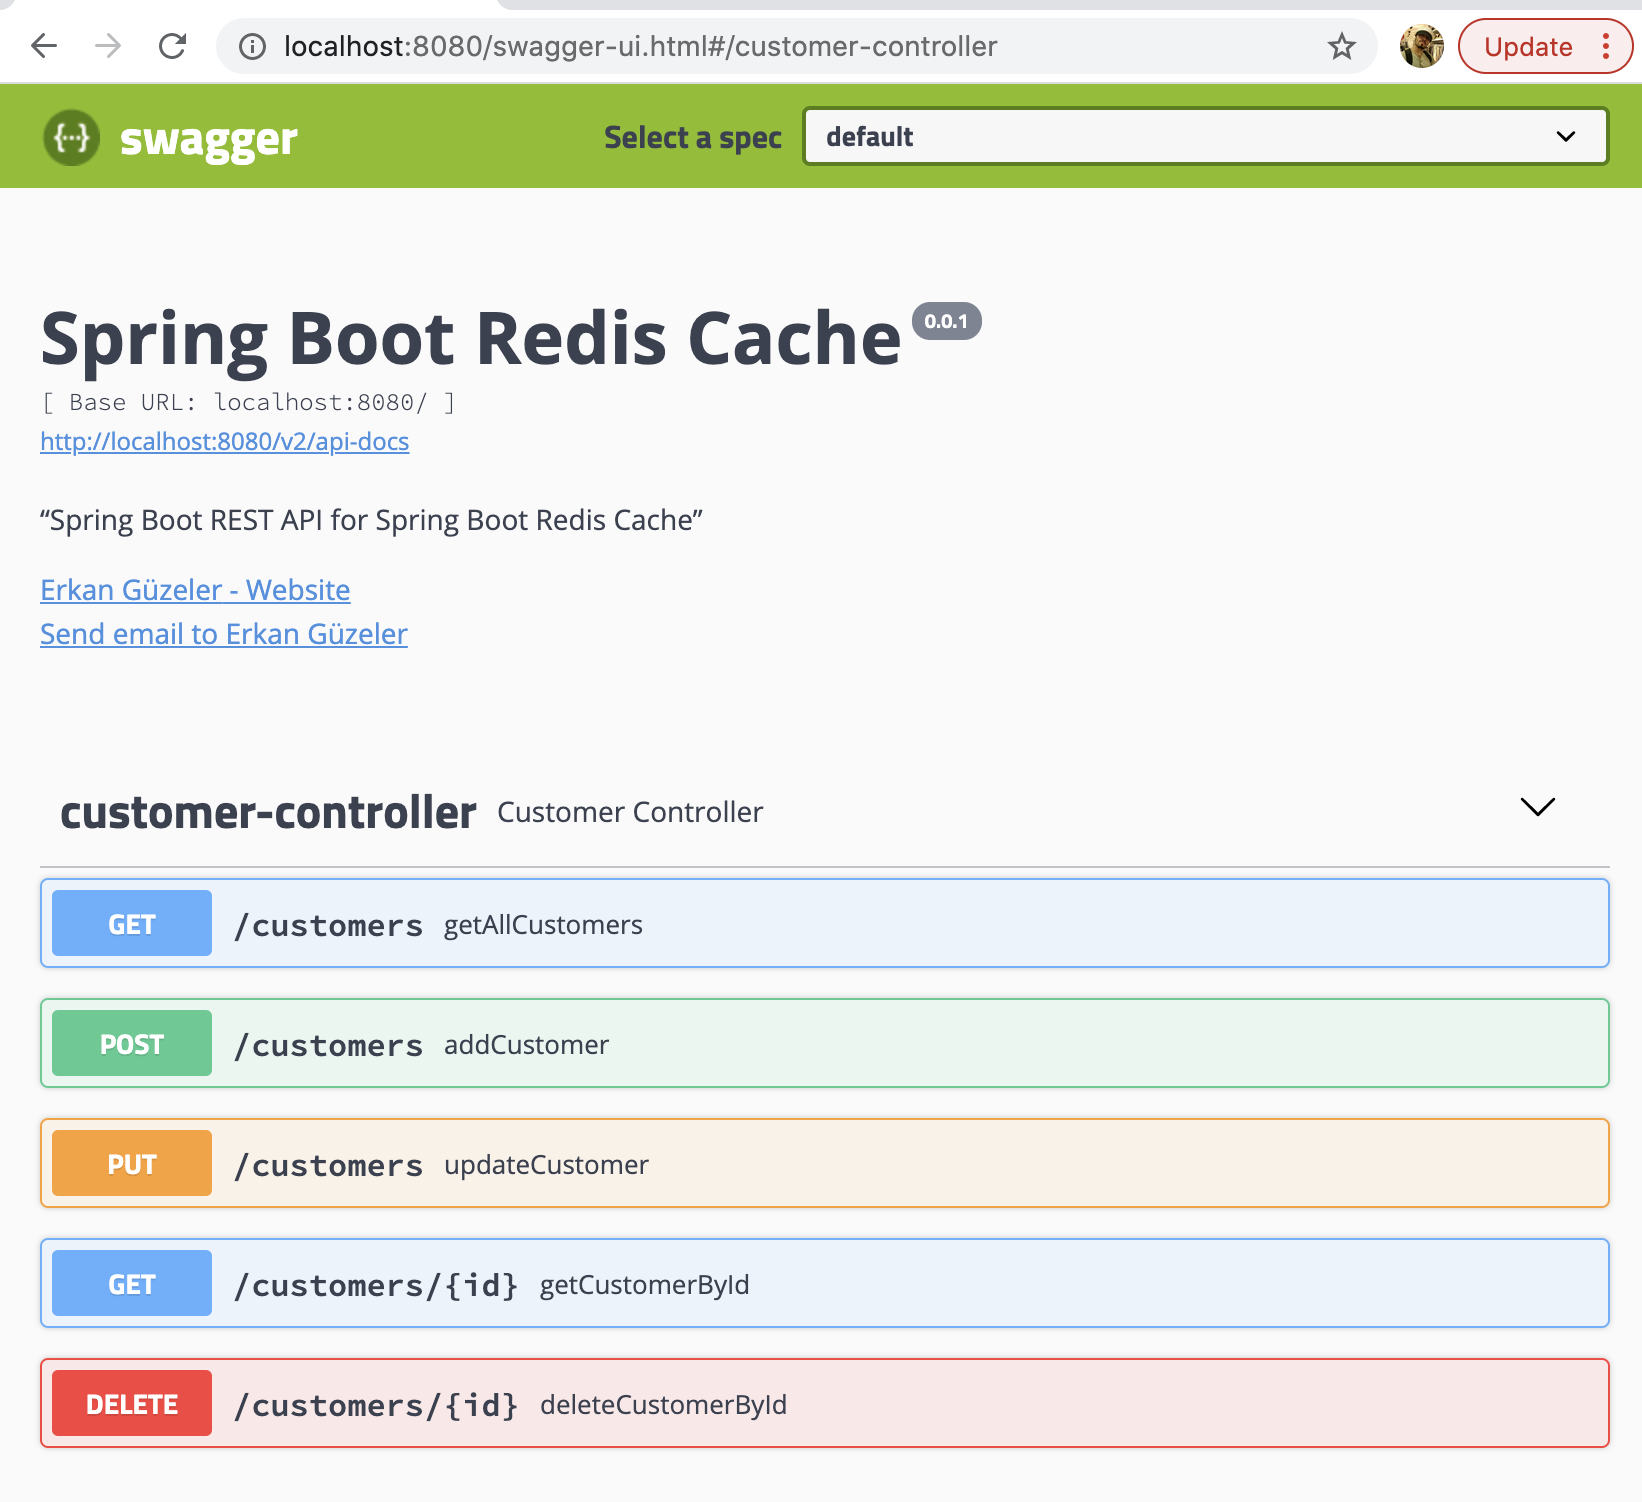 localhost:8080/swagger-ui.html#/customer-controller
Update
{···} swagger
Select a spec
default
Spring Boot Redis Cache 0.0.1
[ Base URL: localhost:8080/ ]
http://localhost:8080/v2/api-docs
“Spring Boot REST API for Spring Boot Redis Cache”
Erkan Güzeler - Website
Send email to Erkan Güzeler
customer-controller Customer Controller
GET /customers getAllCustomers
POST /customers addCustomer
PUT /customers updateCustomer
GET /customers/{id} getCustomerById
DELETE /customers/{id} deleteCustomerById